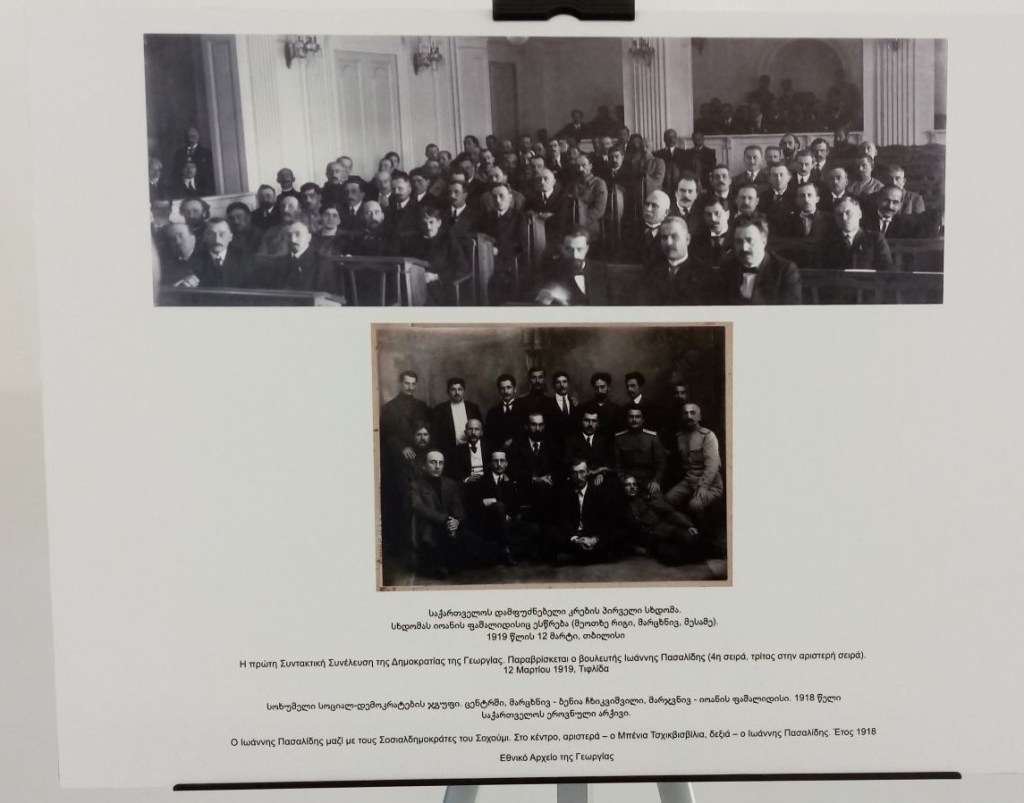 საქართველოს დამფუძნებელი კრების პირველი სხდომა.
სხდომას იოანის ფაშალიდისიც ესწრება (მეოთხე რიგი, მარცხნივ, მესამე).
1919 წლის 12 მარტი, თბილისი
Η πρώτη Συντακτική Συνέλευση της Δημοκρατίας της Γεωργίας. Παραβρίσκεται ο βουλευτής Ιωάννης Πασαλίδης (4η σειρά, τρίτος στην αριστερή σειρά).
12 Μαρτίου 1919, Τιφλίδα
სოხუმელი სოციალ-დემოკრატების ჯგუფი. ცენტრში, მარცხნივ - ბენია ჩხიკვიშვილი, მარჯვნივ - იოანის ფაშალიდისი. 1918 წელი
საქართველოს ეროვნული არქივი.
Ο Ιωάννης Πασαλίδης μαζί με τους Σοσιαλδημοκράτες του Σοχούμι. Στο κέντρο, αριστερά – ο Μπένια Τσχικβισβίλια, δεξιά – ο Ιωάννης Πασαλίδης. Έτος 1918
Εθνικό Αρχείο της Γεωργίας